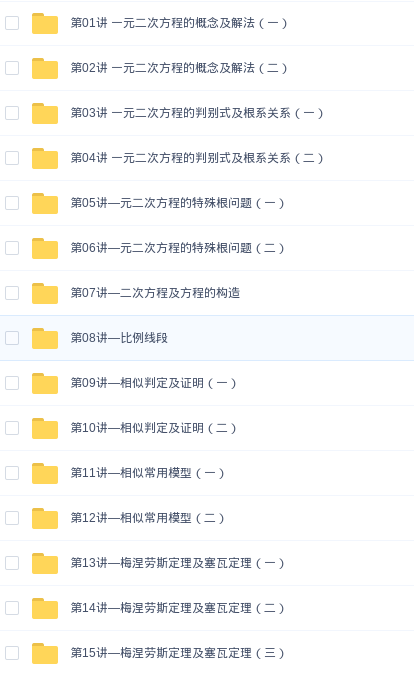 第01讲 一元二次方程的概念及解法（一）
第02讲 一元二次方程的概念及解法（二）
第03讲 一元二次方程的判别式及根系关系（一）
第04讲 一元二次方程的判别式及根系关系（二）
第05讲—元二次方程的特殊根问题（一）
第06讲—元二次方程的特殊根问题（二）
第07讲—二次方程及方程的构造
第08讲—比例线段
第09讲—相似判定及证明（一）
第10讲—相似判定及证明（二）
第11讲—相似常用模型（一）
第12讲—相似常用模型（二）
第13讲—梅涅劳斯定理及塞瓦定理（一）
第14讲—梅涅劳斯定理及塞瓦定理（二）
第15讲—梅涅劳斯定理及塞瓦定理（三）